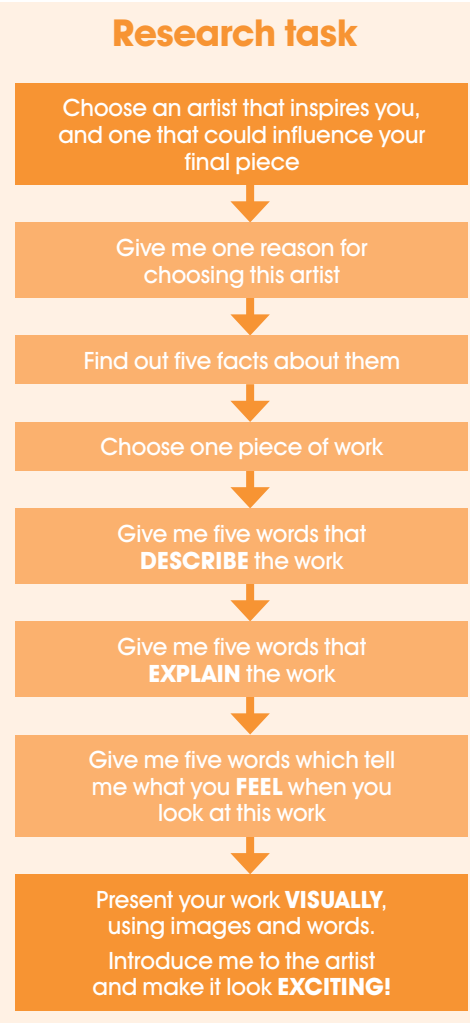 Research task
Choose an artist that inspires you,
and one that could influence your
final piece
Give me one reason for
choosing this artist
Find out five facts about them
Choose one piece of work
Give me five words that
DESCRIBE the work
Give me five words that
EXPLAIN the work
Give me five words which tell
me what you FEEL when you
look at this work
Present your work VISUALLY,
using images and words.
Introduce me to the artist
and make it look EXCITING!